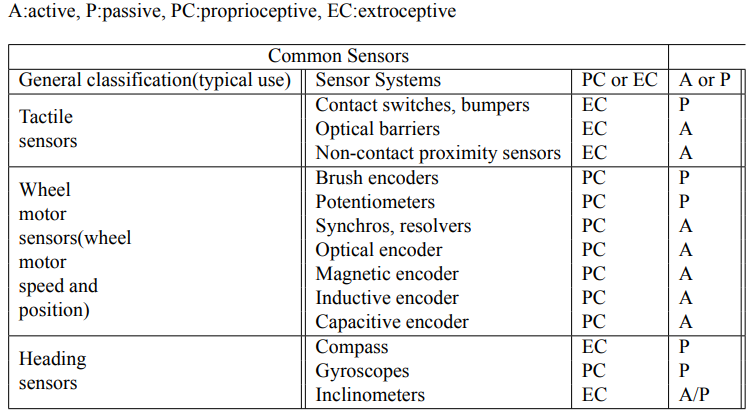 A:active, P:passive, PC:proprioceptive, EC:extroceptive
Common Sensors
General classification(typical use) Sensor Systems PC or EC A or P
Tactile sensors
Contact switches, bumpers EC P
Optical barriers EC A
Non-contact proximity sensors EC A
Wheel
motor
sensors(wheel
motor
speed and
position)
Brush encoders PC P
Potentiometers PC P
Synchros, resolvers PC A
Optical encoder PC A
Magnetic encoder PC A
Inductive encoder PC A
Capacitive encoder PC A
Heading
sensors
Compass EC P
Gyroscopes PC P
Inclinometers EC A/P